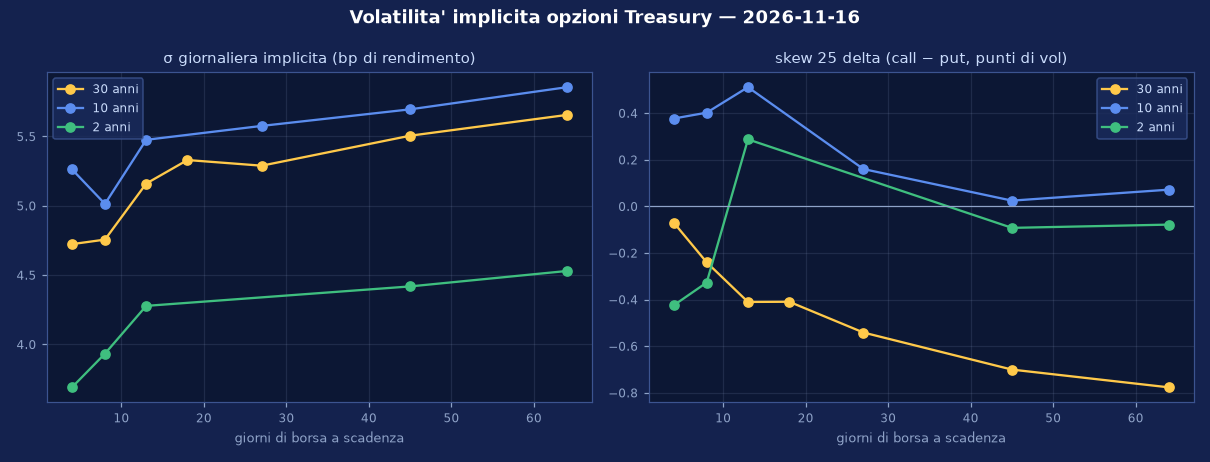 Volatilita' implicita opzioni Treasury — 2026-11-16
σ giornaliera implicita (bp di rendimento)
30 anni
10 anni
2 anni
5.5
5.0
4.5
4.0
10 20 30 40 50 60
giorni di borsa a scadenza
skew 25 delta (call − put, punti di vol)
30 anni
10 anni
2 anni
0.4
0.2
0.0
−0.2
−0.4
−0.6
−0.8
10 20 30 40 50 60
giorni di borsa a scadenza